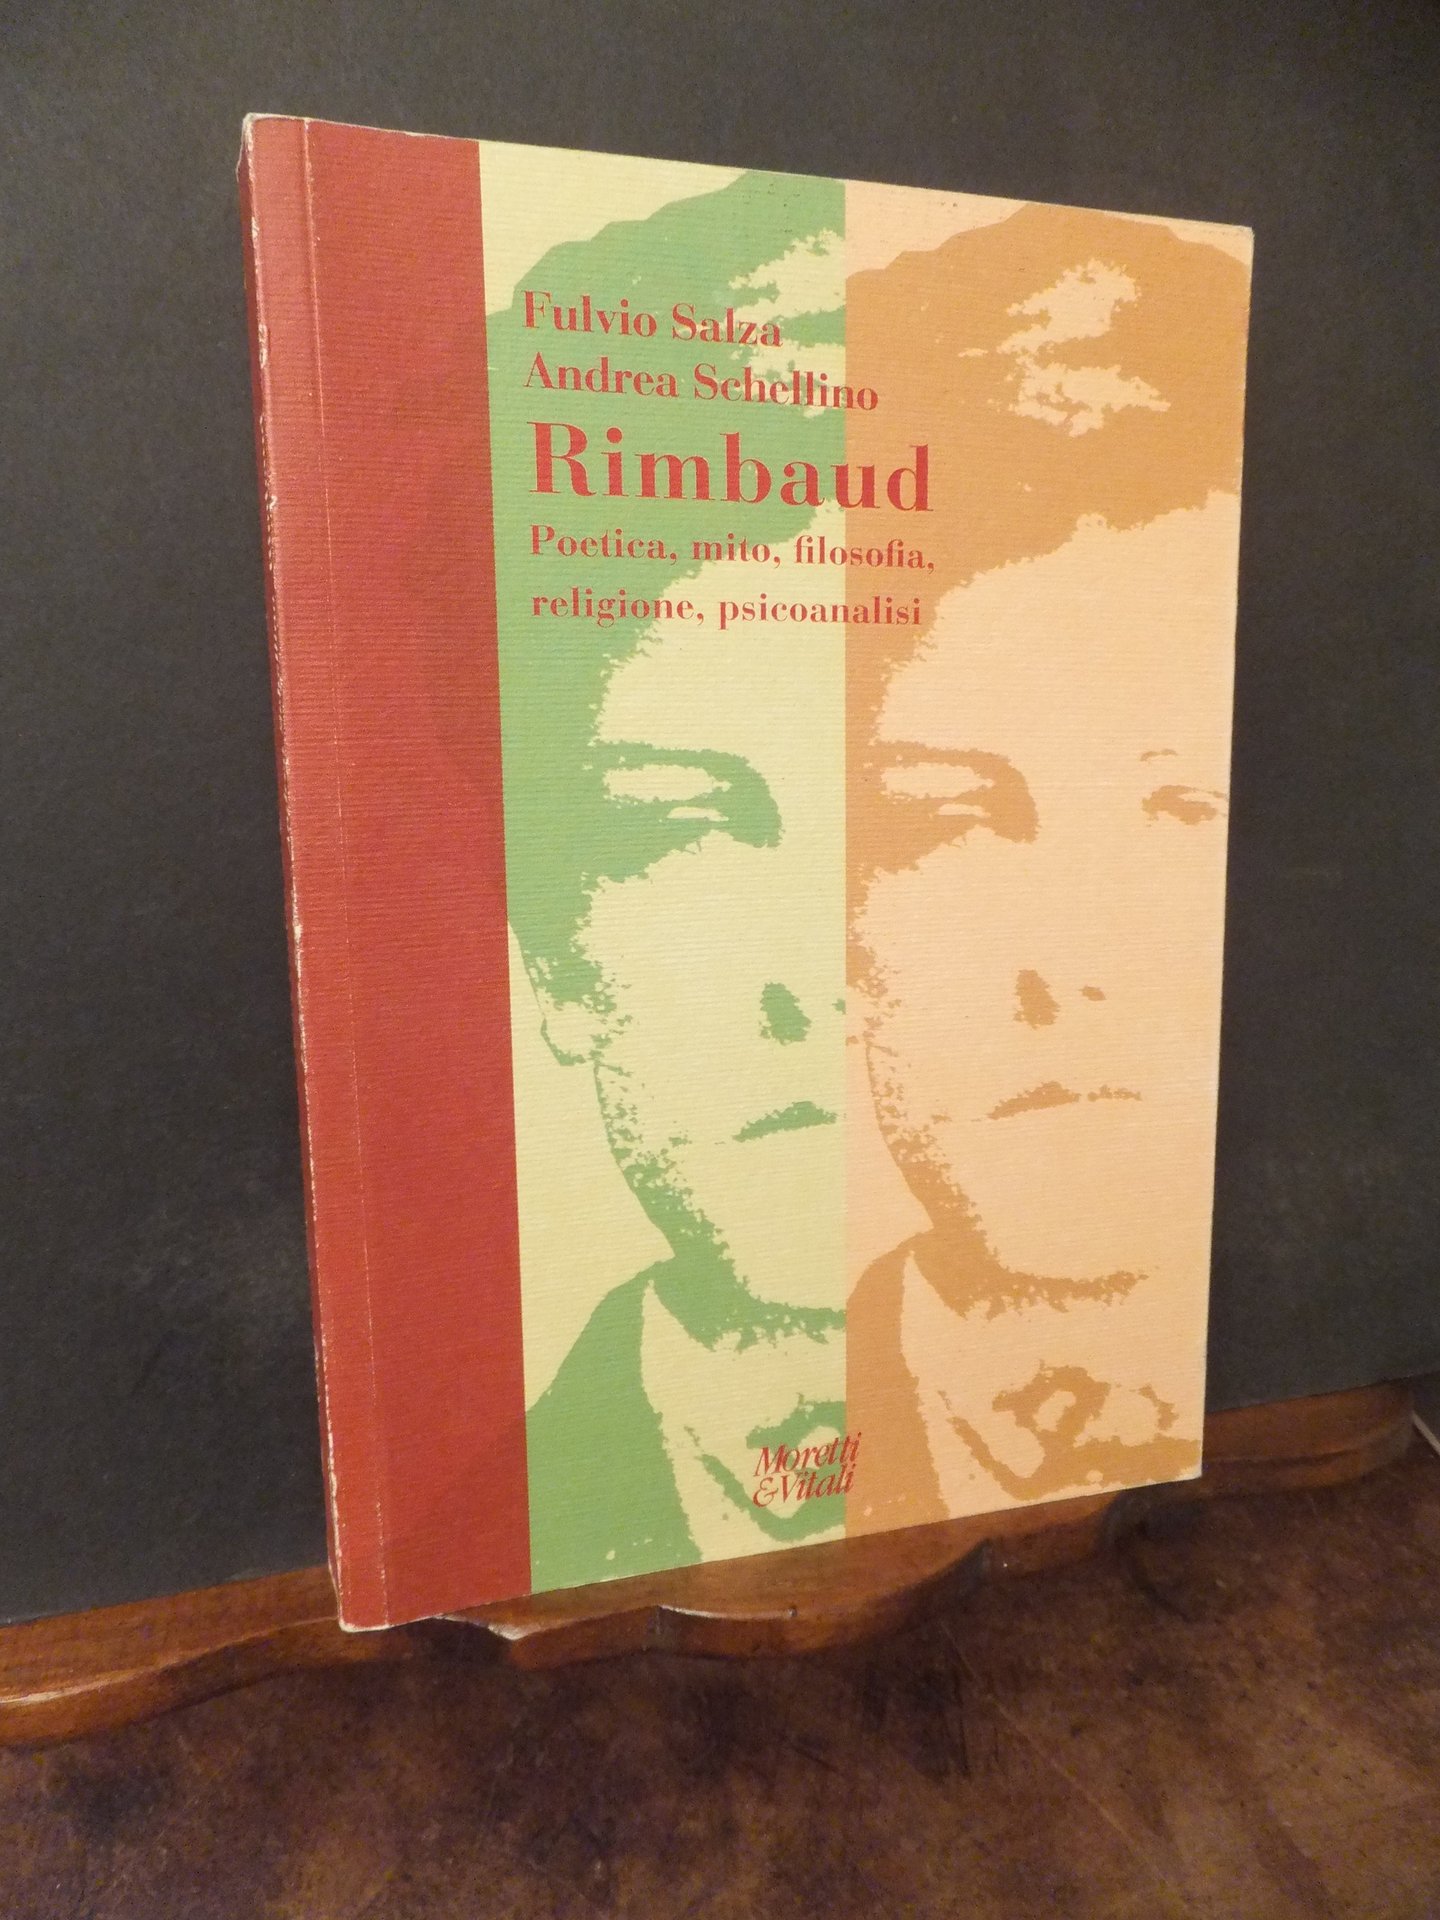 Fulvio Salza
Andrea Schellino
Rimbaud
Poetica, mito, filosofia,
religione, psicoanalisi
Moretti
&Vitali